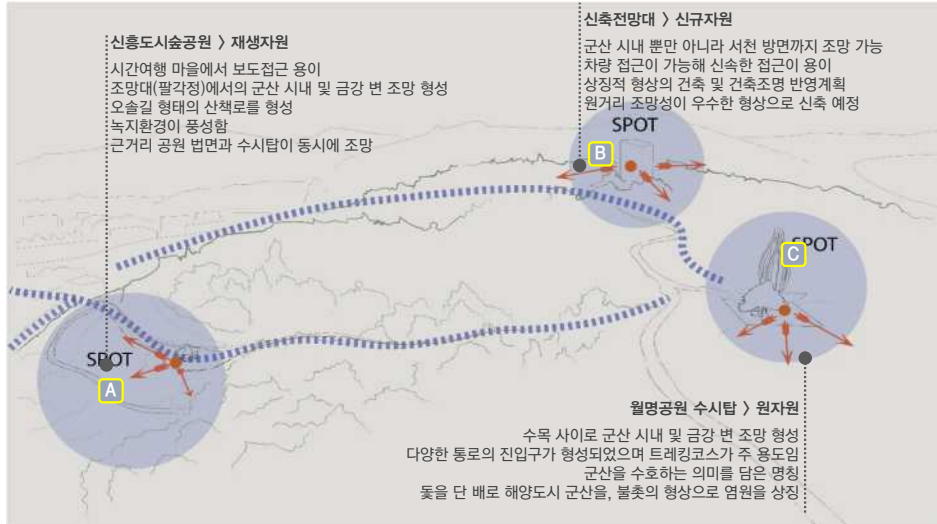 신흥도시숲공원 > 재생자원
시간여행 마을에서 보도접근 용이
조망대(팔각정)에서의 군산 시내 및 금강 변 조망 형성
오솔길 형태의 산책로를 형성
녹지환경이 풍성함
근거리 공원 법면과 수시탑이 동시에 조망
신축전망대 > 신규자원
군산 시내 뿐만 아니라 서천 방면까지 조망 가능
차량 접근이 가능해 신속한 접근이 용이
상징적 형상의 건축 및 건축조명 반영계획
원거리 조망성이 우수한 형상으로 신축 예정
SPOT
B
SPOT
C
SPOT
A
월명공원 수시탑 > 원자원
수목 사이로 군산 시내 및 금강 변 조망 형성
다양한 통로의 진입구가 형성되었으며 트레킹코스가 주 용도임
군산을 수호하는 의미를 담은 명칭
돛을 단 배로 해양도시 군산을, 불촛의 형상으로 염원을 상징